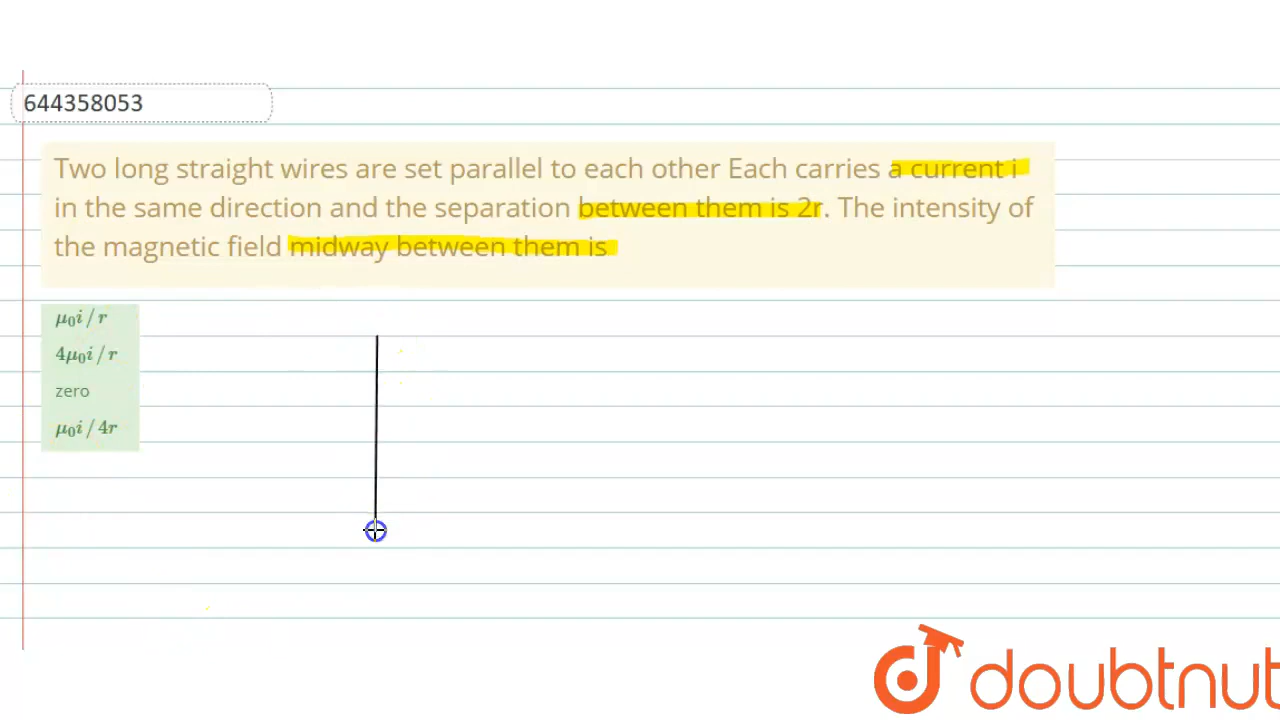 644358053
Two long straight wires are set parallel to each other Each carries a current i
in the same direction and the separation between them is 2r. The intensity of
the magnetic field midway between them is
μ₀i / r
4μ₀i / r
zero
μ₀i / 4r
doubtnut